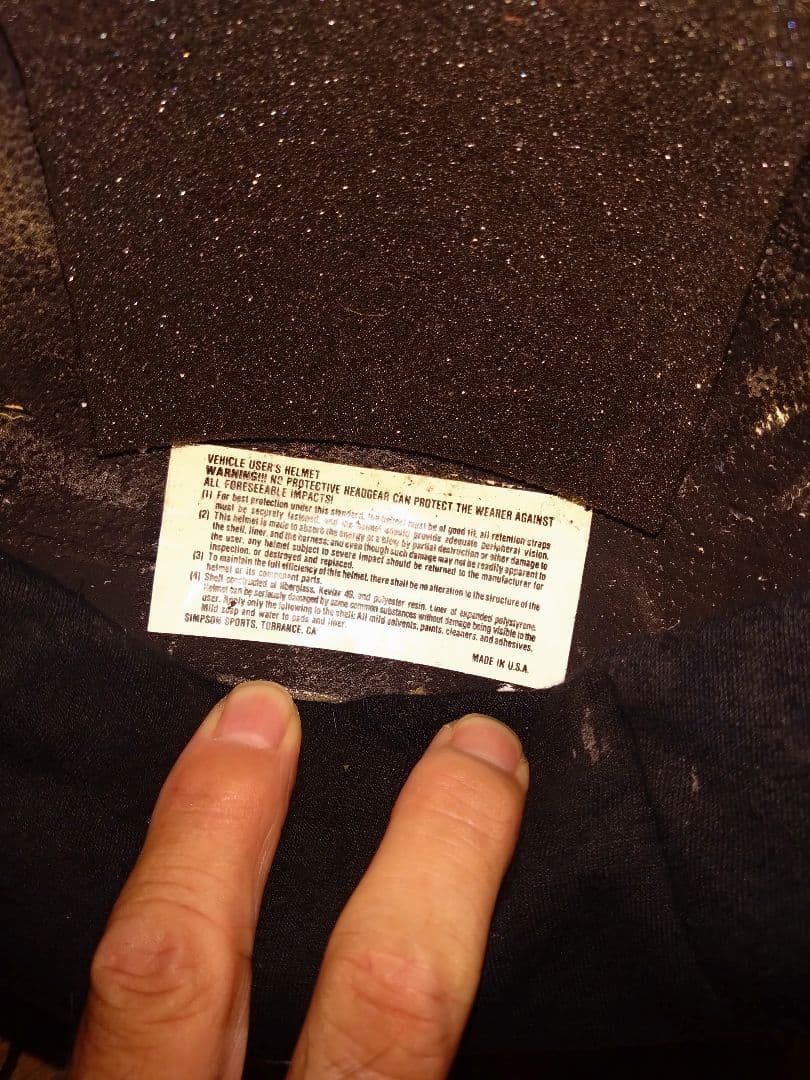 VEHICLE USER'S HELMET
WARNING!!! NO PROTECTIVE HEADGEAR CAN PROTECT THE WEARER AGAINST
ALL FORESEEABLE IMPACTS!
(1) For best protection under this standard, the helmet must be of good fit, all retention straps
must be securely fastened, and the helmet should provide adequate peripheral vision.
(2) This helmet is made to absorb the energy of a blow by partial destruction or other damage to
the shell, liner, and the harness; and even though such damage may not be readily apparent to
the user, any helmet subject to severe impact should be returned to the manufacturer for
inspection, or destroyed and replaced.
(3) To maintain the full efficiency of this helmet, there shall be no alteration to the structure of the
helmet or its component parts.
(4) Shell constructed of fiberglass, Kevlar 49, and polyester resin. Liner of expanded polystyrene.
Helmet can be seriously damaged by some common substances without damage being visible to the
user. Apply only the following to the shell: All mild solvents, paints, cleaners, and adhesives.
Mild soap and water to pads and liner.
SIMPSON SPORTS, TORRANCE, CA
MADE IN U.S.A.